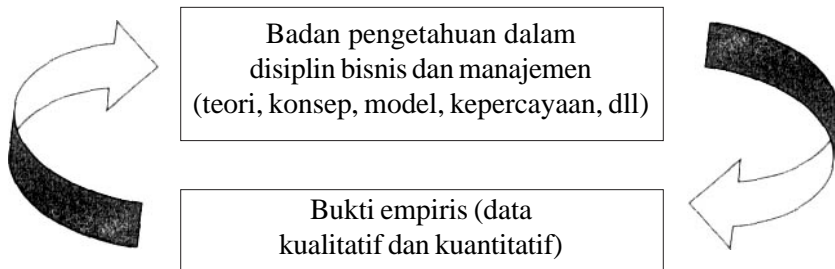 Badan pengetahuan dalam
disiplin bisnis dan manajemen
(teori, konsep, model, kepercayaan, dll)
Bukti empiris (data
kualitatif dan kuantitatif)